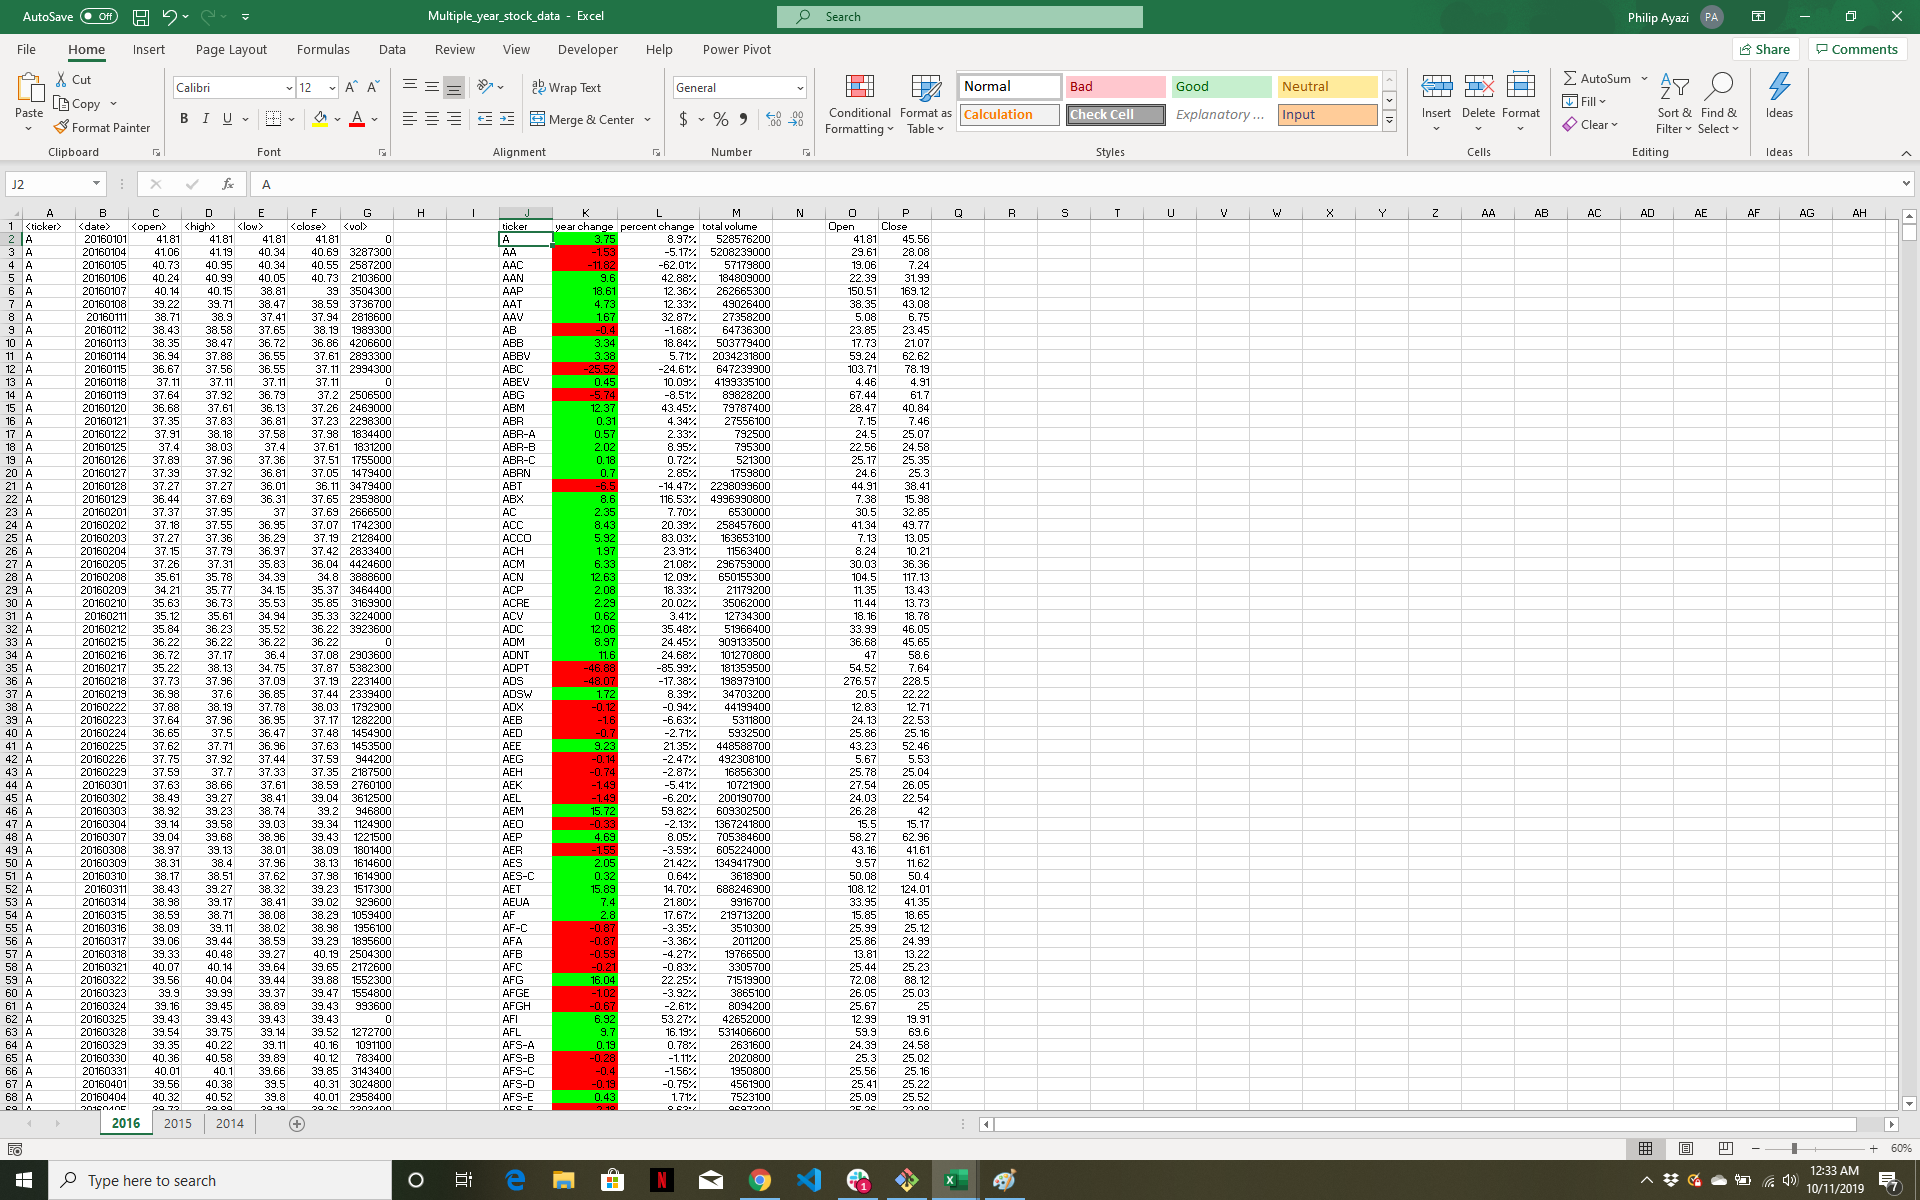 AutoSave Off Multiple_year_stock_data - Excel Search Philip Ayazi PA
File Home Insert Page Layout Formulas Data Review View Developer Help Power Pivot Share Comments
Paste Cut Copy Format Painter Clipboard
Calibri 12 B I U Font
Wrap Text Merge & Center Alignment
General $ % Number
Conditional Formatting Format as Table Normal Bad Good Neutral Calculation Check Cell Explanatory ... Input Styles
Insert Delete Format Cells
AutoSum Fill Clear Sort & Filter Find & Select Editing
Ideas Ideas
J2 fx A
A B C D E F G H I J K L M N O P Q R S T U V W X Y Z AA AB AC AD AE AF AG AH
1 <ticker> <date> <open> <high> <low> <close> <vol> ticker year change percent change total volume Open Close
2 A 20160101 41.81 41.81 41.81 41.81 0 A 3.75 8.97% 528576200 41.81 45.56
3 A 20160104 41.06 41.19 40.34 40.69 3287300 AA -1.53 -5.17% 5208239000 29.61 28.08
4 A 20160105 40.73 40.95 40.34 40.55 2587200 AAC -11.82 -62.01% 57179800 19.06 7.24
5 A 20160106 40.24 40.99 40.05 40.73 2103600 AAN 9.6 42.88% 184809000 22.39 31.99
6 A 20160107 40.14 40.15 38.81 39 3504300 AAP 18.61 12.36% 262665300 150.51 169.12
7 A 20160108 39.22 39.71 38.47 38.59 3736700 AAT 4.73 12.33% 49026400 38.35 43.08
8 A 20160111 38.71 38.9 37.41 37.94 2818600 AAV 1.67 32.87% 27358200 5.08 6.75
9 A 20160112 38.43 38.58 37.65 38.19 1989300 AB -0.4 -1.68% 64736300 23.85 23.45
10 A 20160113 38.35 38.47 36.72 36.86 4206600 ABB 3.34 18.84% 503779400 17.73 21.07
11 A 20160114 36.94 37.88 36.55 37.61 2893300 ABBV 3.38 5.71% 2034231800 59.24 62.62
12 A 20160115 36.67 37.56 36.55 37.11 2994300 ABC -25.52 -24.61% 647239900 103.71 78.19
13 A 20160118 37.11 37.11 37.11 37.11 0 ABEV 0.45 10.09% 4199335100 4.46 4.91
14 A 20160119 37.64 37.92 36.79 37.2 2506500 ABG -5.74 -8.51% 89828200 67.44 61.7
15 A 20160120 36.68 37.61 36.13 37.26 2469000 ABM 12.37 43.45% 79787400 28.47 40.84
16 A 20160121 37.35 37.83 36.81 37.23 2298300 ABR 0.31 4.34% 27556100 7.15 7.46
17 A 20160122 37.91 38.18 37.58 37.98 1834400 ABR-A 0.57 2.33% 792500 24.5 25.07
18 A 20160125 37.4 38.03 37.4 37.61 1831200 ABR-B 2.02 8.95% 795300 22.56 24.58
19 A 20160126 37.89 37.96 37.36 37.51 1755000 ABR-C 0.18 0.72% 521300 25.17 25.35
20 A 20160127 37.39 37.92 36.81 37.05 1479400 ABRN 0.7 2.85% 1759800 24.6 25.3
21 A 20160128 37.27 37.27 36.01 36.11 3479400 ABT -6.5 -14.47% 2298099600 44.91 38.41
22 A 20160129 36.44 37.69 36.31 37.65 2959800 ABX 8.6 116.53% 4996990800 7.38 15.98
23 A 20160201 37.37 37.95 37 37.69 2666500 AC 2.35 7.70% 6530000 30.5 32.85
24 A 20160202 37.18 37.55 36.95 37.07 1742300 ACC 8.43 20.39% 258457600 41.34 49.77
25 A 20160203 37.27 37.36 36.29 37.19 2128400 ACCO 5.92 83.03% 163653100 7.13 13.05
26 A 20160204 37.15 37.79 36.97 37.42 2833400 ACH 1.97 23.91% 11563400 8.24 10.21
27 A 20160205 37.26 37.31 35.83 36.04 4424600 ACM 6.33 21.08% 296759000 30.03 36.36
28 A 20160208 35.61 35.78 34.39 34.8 3888600 ACN 12.63 12.09% 650155300 104.5 117.13
29 A 20160209 34.21 35.77 34.15 35.37 3464400 ACP 2.08 18.33% 21179200 11.35 13.43
30 A 20160210 35.63 36.73 35.53 35.85 3169900 ACRE 2.29 20.02% 35062000 11.44 13.73
31 A 20160211 35.12 35.61 34.94 35.33 3224000 ACV 0.62 3.41% 12734300 18.16 18.78
32 A 20160212 35.84 36.23 35.52 36.22 3923600 ADC 12.06 35.48% 51966400 33.99 46.05
33 A 20160215 36.22 36.22 36.22 36.22 0 ADM 8.97 24.45% 909133500 36.68 45.65
34 A 20160216 36.72 37.17 36.4 37.08 2903600 ADNT 11.6 24.68% 101270800 47 58.6
35 A 20160217 35.22 38.13 34.75 37.87 5382300 ADPT -46.88 -85.99% 181359500 54.52 7.64
36 A 20160218 37.73 37.96 37.09 37.19 2231400 ADS -48.07 -17.38% 198979100 276.57 228.5
37 A 20160219 36.98 37.6 36.85 37.44 2339400 ADSW 1.72 8.39% 34703200 20.5 22.22
38 A 20160222 37.88 38.19 37.78 38.03 1792900 ADX -0.12 -0.94% 44199400 12.83 12.71
39 A 20160223 37.64 37.96 36.95 37.17 1282200 AEB -1.6 -6.63% 5311800 24.13 22.53
40 A 20160224 36.65 37.5 36.47 37.48 1454900 AED -0.7 -2.71% 5932500 25.86 25.16
41 A 20160225 37.62 37.71 36.96 37.63 1453500 AEE 9.23 21.35% 448588700 43.23 52.46
42 A 20160226 37.75 37.92 37.44 37.59 944200 AEG -0.14 -2.47% 492308100 5.67 5.53
43 A 20160229 37.59 37.7 37.33 37.35 2187500 AEH -0.74 -2.87% 16856300 25.78 25.04
44 A 20160301 37.63 38.66 37.61 38.59 2760100 AEK -1.49 -5.41% 10721900 27.54 26.05
45 A 20160302 38.49 39.27 38.41 39.04 3612500 AEL -1.49 -6.20% 200190700 24.03 22.54
46 A 20160303 38.92 39.23 38.74 39.2 946800 AEM 15.72 59.82% 609302500 26.28 42
47 A 20160304 39.14 39.58 39.03 39.34 1124900 AEO -0.33 -2.13% 1367241800 15.5 15.17
48 A 20160307 39.04 39.68 38.96 39.43 1221500 AEP 4.69 8.05% 705384600 58.27 62.96
49 A 20160308 38.97 39.13 38.01 38.09 1801400 AER -1.55 -3.59% 605224000 43.16 41.61
50 A 20160309 38.31 38.4 37.96 38.13 1614600 AES 2.05 21.42% 1349417900 9.57 11.62
51 A 20160310 38.17 38.51 37.62 37.98 1614900 AES-C 0.32 0.64% 3618900 50.08 50.4
52 A 20160311 38.43 39.27 38.32 39.23 1517300 AET 15.89 14.70% 688246900 108.12 124.01
53 A 20160314 38.98 39.17 38.41 39.02 929600 AEUA 7.4 21.80% 9916700 33.95 41.35
54 A 20160315 38.59 38.71 38.08 38.29 1059400 AF 2.8 17.67% 219713200 15.85 18.65
55 A 20160316 38.09 39.11 38.02 38.98 1956100 AF-C -0.87 -3.35% 3510300 25.99 25.12
56 A 20160317 39.06 39.44 38.59 39.29 1895600 AFA -0.87 -3.36% 2011200 25.86 24.99
57 A 20160318 39.33 40.48 39.27 40.19 2504300 AFB -0.59 -4.27% 19766500 13.81 13.22
58 A 20160321 40.07 40.14 39.64 39.65 2172600 AFC -0.21 -0.83% 3305700 25.44 25.23
59 A 20160322 39.56 40.04 39.44 39.88 1552300 AFG 16.04 22.25% 71519900 72.08 88.12
60 A 20160323 39.9 39.99 39.37 39.47 1554800 AFGE -1.02 -3.92% 3865100 26.05 25.03
61 A 20160324 39.16 39.45 38.89 39.43 993600 AFGH -0.67 -2.61% 8094200 25.67 25
62 A 20160325 39.43 39.43 39.43 39.43 0 AFI 6.92 53.27% 42652000 12.99 19.91
63 A 20160328 39.54 39.75 39.14 39.52 1272700 AFL 9.7 16.19% 531406600 59.9 69.6
64 A 20160329 39.35 40.22 39.11 40.16 1091100 AFS-A 0.19 0.78% 2631600 24.39 24.58
65 A 20160330 40.36 40.58 39.89 40.12 783400 AFS-B -0.28 -1.11% 2020800 25.3 25.02
66 A 20160331 40.01 40.1 39.66 39.85 3143400 AFS-C -0.4 -1.56% 1950800 25.56 25.16
67 A 20160401 39.56 40.38 39.5 40.31 3024800 AFS-D -0.19 -0.75% 4561900 25.41 25.22
68 A 20160404 40.32 40.52 39.8 40.01 2958400 AFS-E 0.43 1.71% 7523100 25.09 25.52
2016 2015 2014
60%
Type here to search 1 12:33 AM
10/11/2019 7